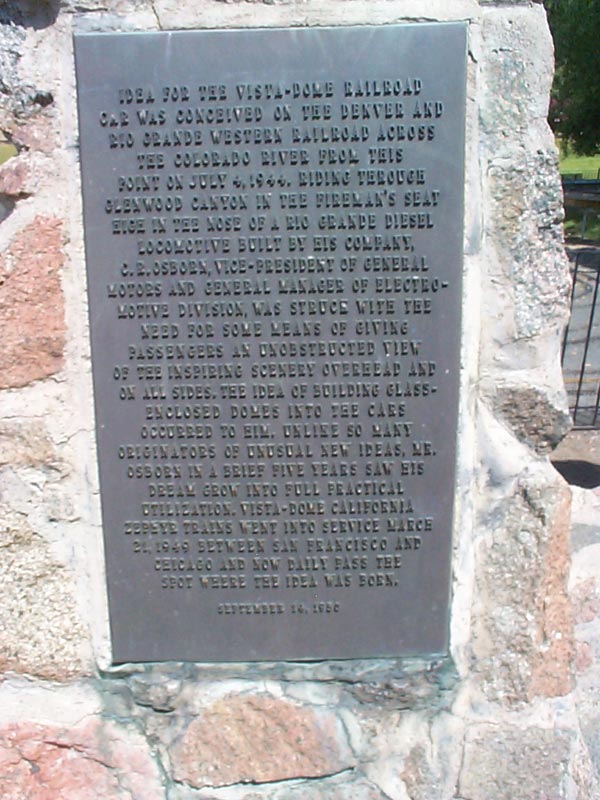 IDEA FOR THE VISTA-DOME RAILROAD
CAR WAS CONCEIVED ON THE DENVER AND
RIO GRANDE WESTERN RAILROAD ACROSS
THE COLORADO RIVER FROM THIS
POINT ON JULY 4, 1944. RIDING THROUGH
GLENWOOD CANYON IN THE FIREMAN'S SEAT
HIGH IN THE NOSE OF A RIO GRANDE DIESEL
LOCOMOTIVE BUILT BY HIS COMPANY,
C.R. OSBORN, VICE-PRESIDENT OF GENERAL
MOTORS AND GENERAL MANAGER OF ELECTRO-
MOTIVE DIVISION, WAS STRUCK WITH THE
NEED FOR SOME MEANS OF GIVING
PASSENGERS AN UNOBSTRUCTED VIEW
OF THE INSPIRING SCENERY OVERHEAD AND
ON ALL SIDES. THE IDEA OF BUILDING GLASS-
ENCLOSED DOMES INTO THE CARS
OCCURRED TO HIM. UNLIKE SO MANY
ORIGINATORS OF UNUSUAL NEW IDEAS, MR.
OSBORN IN A BRIEF FIVE YEARS SAW HIS
DREAM GROW INTO FULL PRACTICAL
UTILIZATION. VISTA-DOME CALIFORNIA
ZEPHYR TRAINS WENT INTO SERVICE MARCH
21, 1949 BETWEEN SAN FRANCISCO AND
CHICAGO AND NOW DAILY PASS THE
SPOT WHERE THE IDEA WAS BORN.
SEPTEMBER 14, 1950